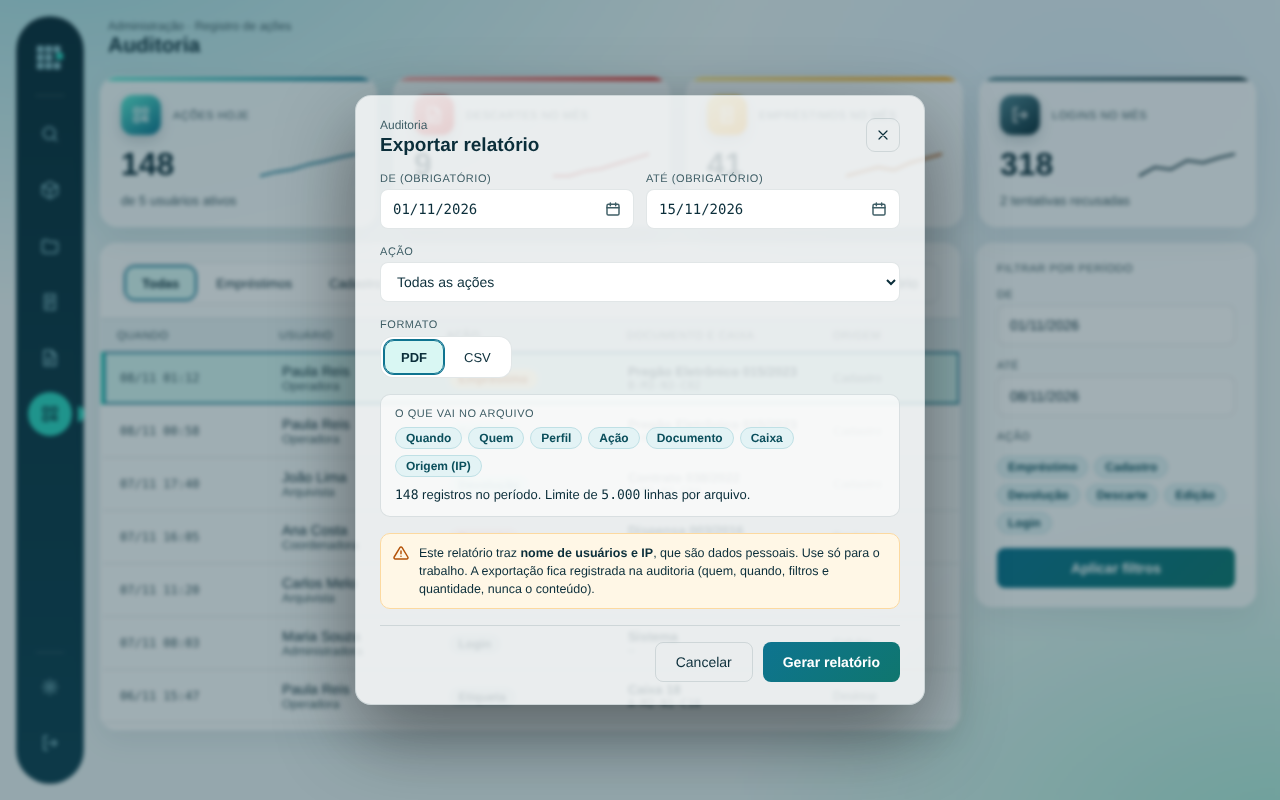 Administração · Registro de ações
Auditoria
AÇÕES HOJE
148
de 5 usuários ativos
9
41
LOGINS NO MÊS
318
2 tentativas recusadas
Auditoria
Exportar relatório
DE (OBRIGATÓRIO)
ATÉ (OBRIGATÓRIO)
01/11/2026
15/11/2026
AÇÃO
Todas as ações
FORMATO
PDF
CSV
O QUE VAI NO ARQUIVO
Quando
Quem
Perfil
Ação
Documento
Caixa
Origem (IP)
148 registros no período. Limite de 5.000 linhas por arquivo.
Este relatório traz nome de usuários e IP, que são dados pessoais. Use só para o
trabalho. A exportação fica registrada na auditoria (quem, quando, filtros e
quantidade, nunca o conteúdo).
Cancelar
Gerar relatório
Todas
Empréstimos
QUANDO
USUÁRIO
08/11 01:12
Paula Reis
Operadora
08/11 00:58
Paula Reis
Operadora
07/11 17:40
João Lima
Arquivista
07/11 16:05
Ana Costa
Coordenadora
07/11 11:20
Carlos Melo
Arquivista
07/11 08:03
Maria Souza
Administradora
Login
Sistema
06/11 15:47
Paula Reis
Operadora
Etiqueta
Caixa 18
FILTRAR POR PERÍODO
DE
01/11/2026
ATÉ
08/11/2026
AÇÃO
Empréstimo
Cadastro
Devolução
Descarte
Edição
Login
Aplicar filtros